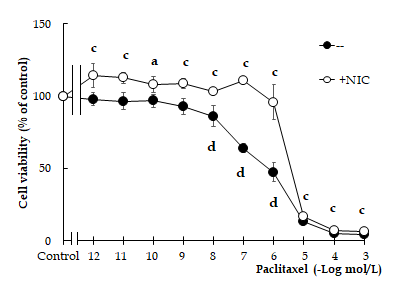 150
--
+NIC
c c a c c c c
100
d
50
d
d
c c c
0
Control 12 11 10 9 8 7 6 5 4 3
Paclitaxel (-Log mol/L)
Cell viability (% of control)